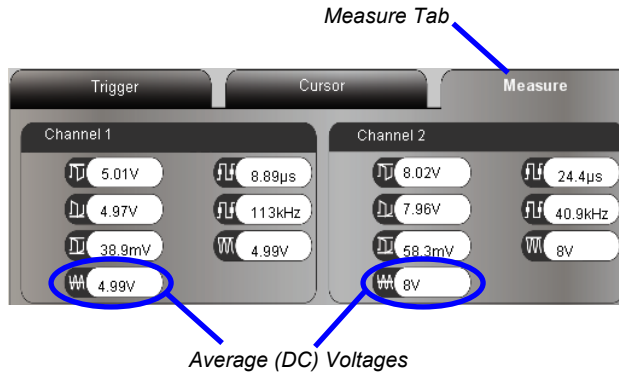 Measure Tab
Trigger Cursor Measure
Channel 1 Channel 2
5.01V 8.89µs 8.02V 24.4µs
4.97V 113kHz 7.96V 40.9kHz
38.9mV 4.99V 58.3mV 8V
4.99V 8V
Average (DC) Voltages